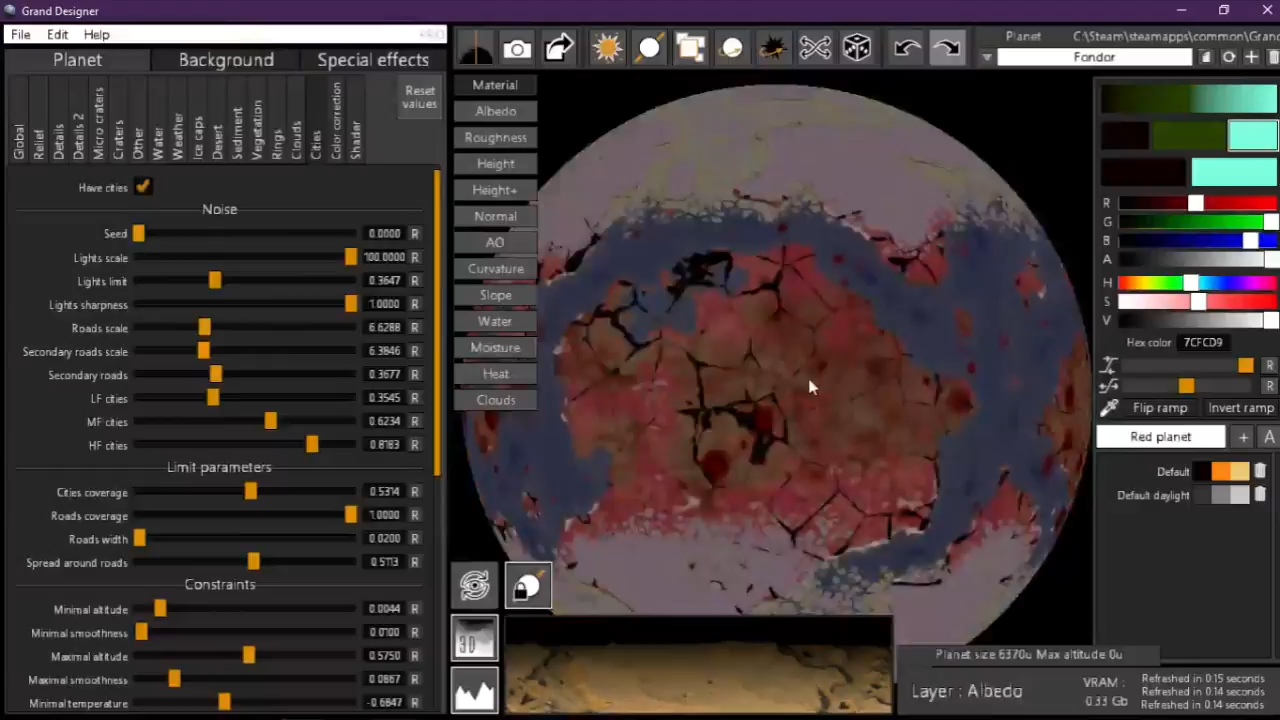 Grand Designer
File Edit Help
Planet Background Special effects
Global Relief Details Details 2 Micro craters Craters Other Water Weather Ice caps Desert Sediment Vegetation Rings Clouds Cities Color correction Shader
Reset values
Have cities
Noise
Seed 0.0000 R
Lights scale 100.0000 R
Lights limit 0.3647 R
Lights sharpness 1.0000 R
Roads scale 6.6288 R
Secondary roads scale 6.3846 R
Secondary roads 0.3677 R
LF cities 0.3545 R
MF cities 0.6234 R
HF cities 0.8183 R
Limit parameters
Cities coverage 0.5314 R
Roads coverage 1.0000 R
Roads width 0.0200 R
Spread around roads 0.5113 R
Constraints
Minimal altitude 0.0044 R
Minimal smoothness 0.0100 R
Maximal altitude 0.5750 R
Maximal smoothness 0.0867 R
Minimal temperature -0.6847 R
Material
Albedo
Roughness
Height
Height+
Normal
AO
Curvature
Slope
Water
Moisture
Heat
Clouds
3D
Planet C:\Steam\steamapps\common\Gran
Fondor
R
G
B
A
H
S
V
Hex color 7CFCD9
R
R
Flip ramp Invert ramp
Red planet + A
Default
Default daylight
Planet size 6370u Max altitude 0u
Layer : Albedo
VRAM : 0.33 Gb
Refreshed in 0.15 seconds
Refreshed in 0.14 seconds
Refreshed in 0.14 seconds